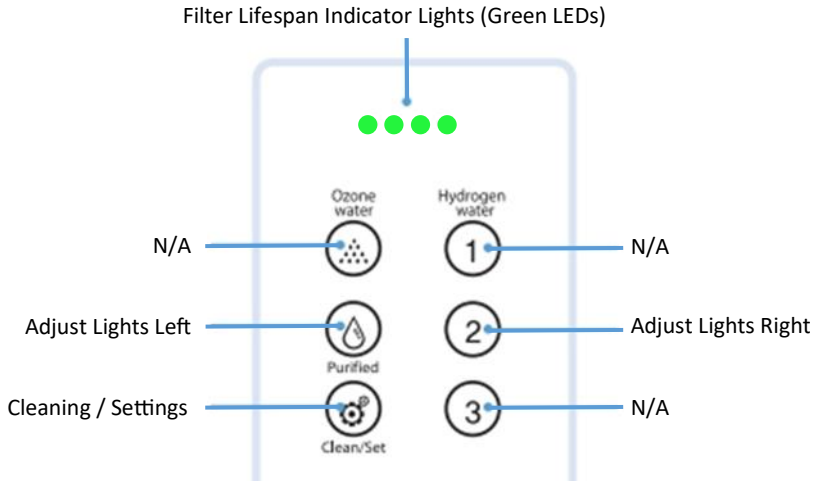 Filter Lifespan Indicator Lights (Green LEDs)
Ozone
water
Hydrogen
water
N/A
1
N/A
Adjust Lights Left
2
Adjust Lights Right
Purified
Cleaning / Settings
3
N/A
Clean/Set